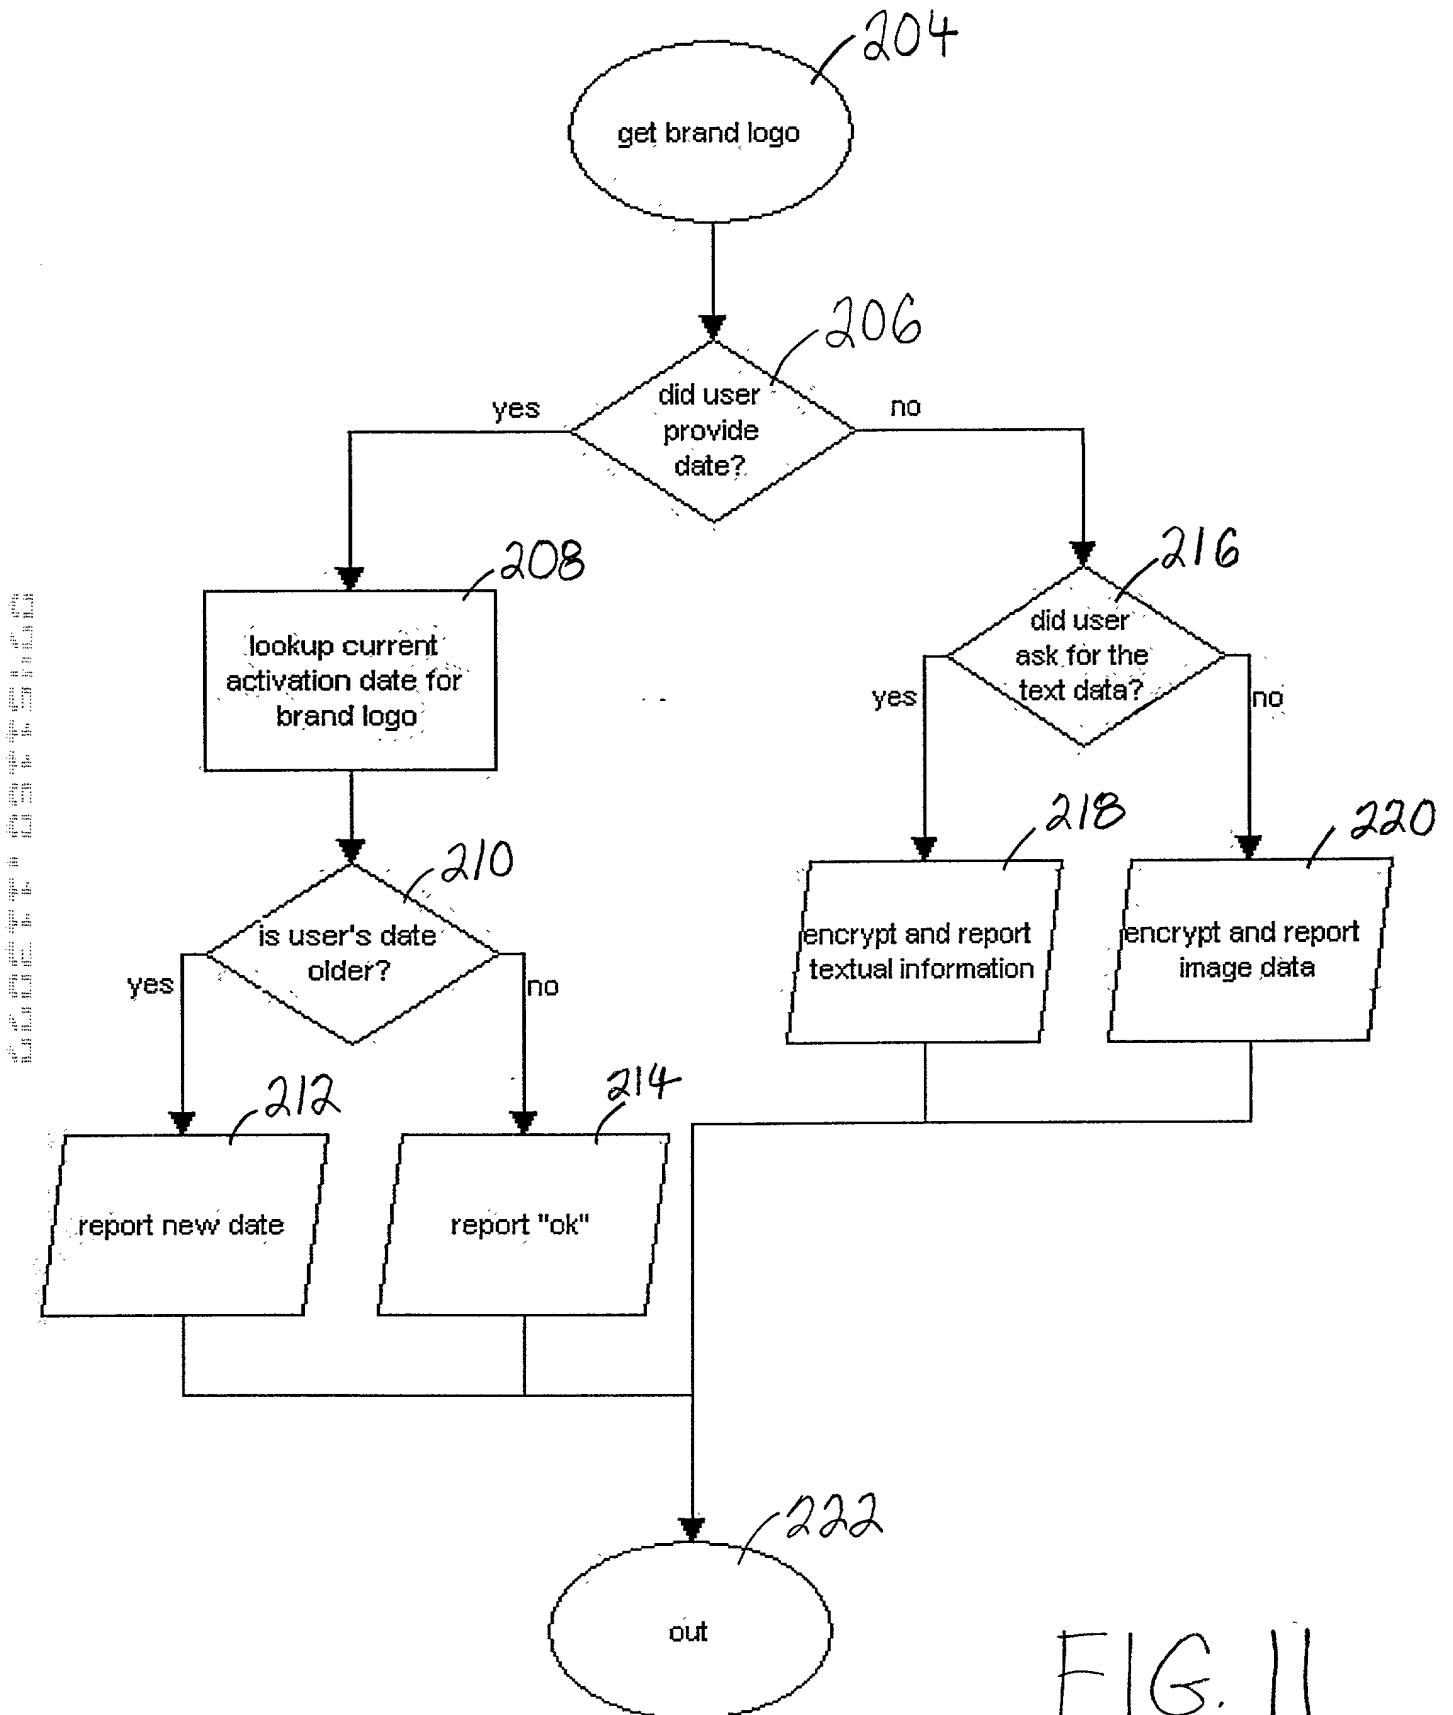 204
get brand logo
206
did user
provide
date?
yes
no
208
lookup current
activation date for
brand logo
216
did user
ask for the
text data?
yes
no
210
is user's date
older?
yes
no
218
encrypt and report
textual information
220
encrypt and report
image data
212
report new date
214
report "ok"
222
out
FIG. 11